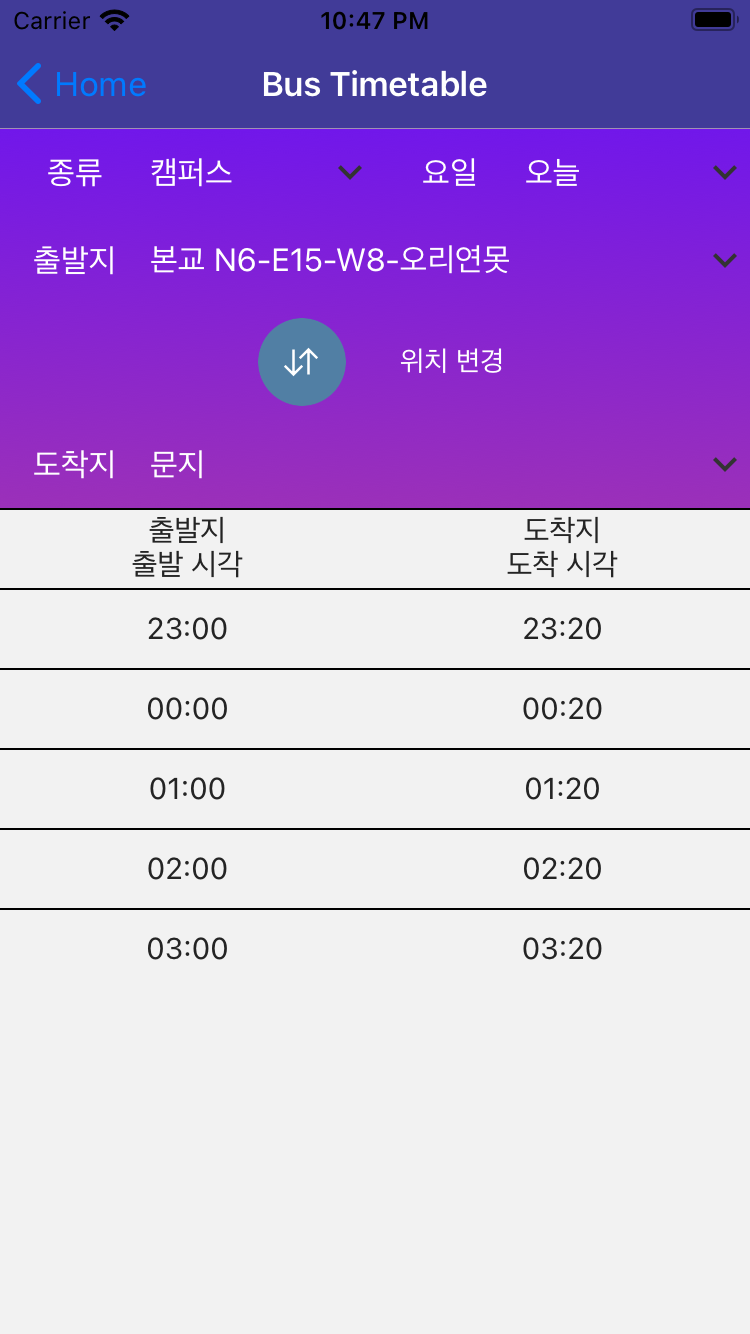 Carrier 10:47 PM
Home Bus Timetable
종류 캠퍼스 요일 오늘
출발지 본교 N6-E15-W8-오리연못
위치 변경
도착지 문지
출발지 도착지
출발 시각 도착 시각
23:00 23:20
00:00 00:20
01:00 01:20
02:00 02:20
03:00 03:20